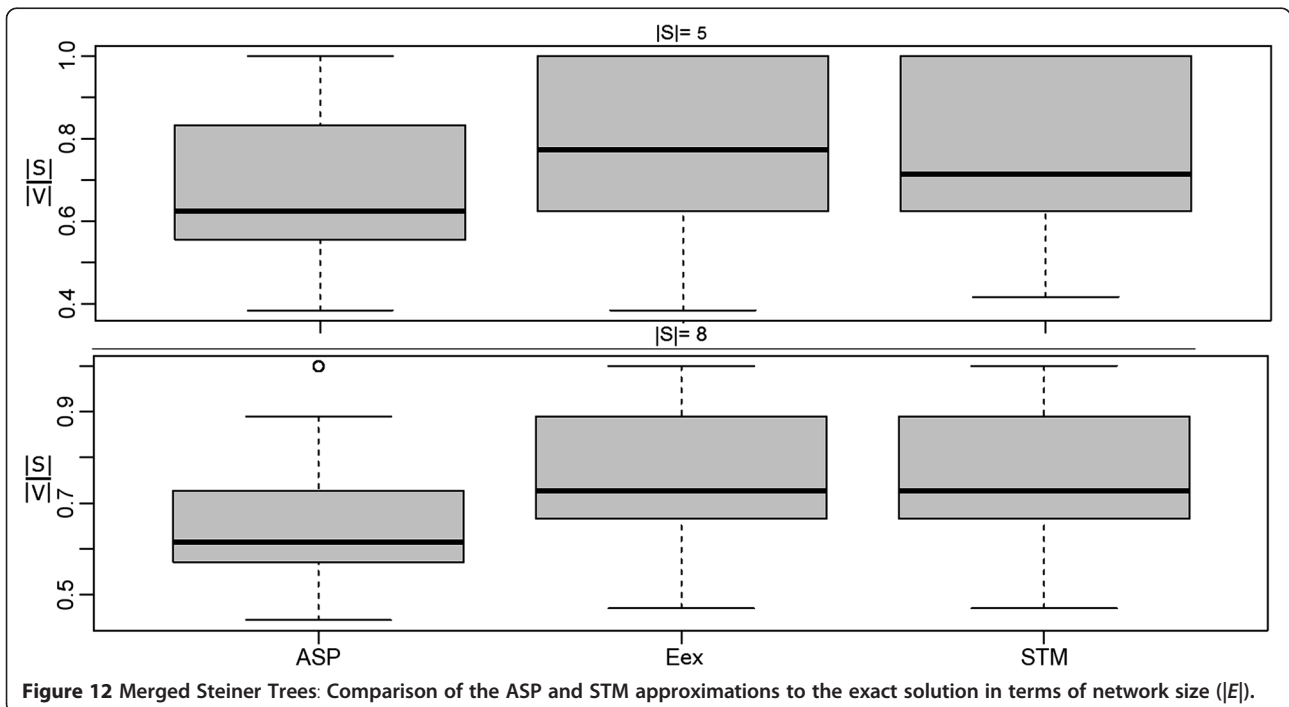 |S|= 5
1.0
0.8
0.6
0.4
|S|
|V|
|S|= 8
0.9
0.7
0.5
|S|
|V|
ASP Eex STM
Figure 12 Merged Steiner Trees: Comparison of the ASP and STM approximations to the exact solution in terms of network size (|E|).